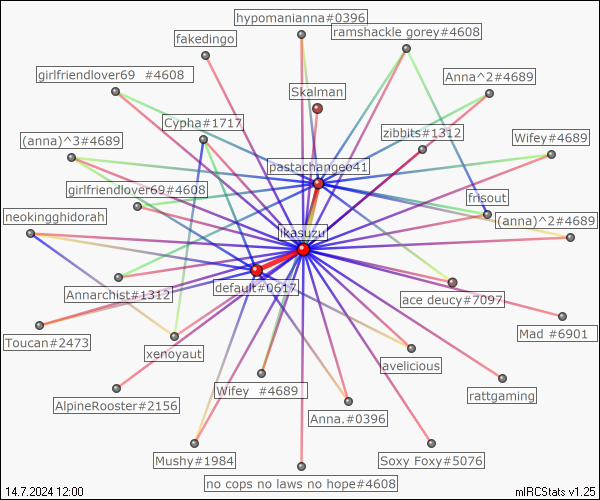 hypomanianna#0396
ramshackle gorey#4608
fakedingo
girlfriendlover69 #4608
Anna^2#4689
Skalman
Cypha#1717
zibbits#1312
(anna)^3#4689
Wifey#4689
pastachangeo41
girlfriendlover69#4608
frisout
neokingghidorah
(anna)^2#4689
ikasuzu
default#0617
Annarchist#1312
ace deucy#7097
Toucan#2473
Mad #6901
xenoyaut
lavelicious
Wifey #4689
rattgaming
AlpineRooster#2156
Anna.#0396
Mushy#1984
Soxy Foxy#5076
no cops no laws no hope#4608
14.7.2024 12:00
mIRCStats v1.25